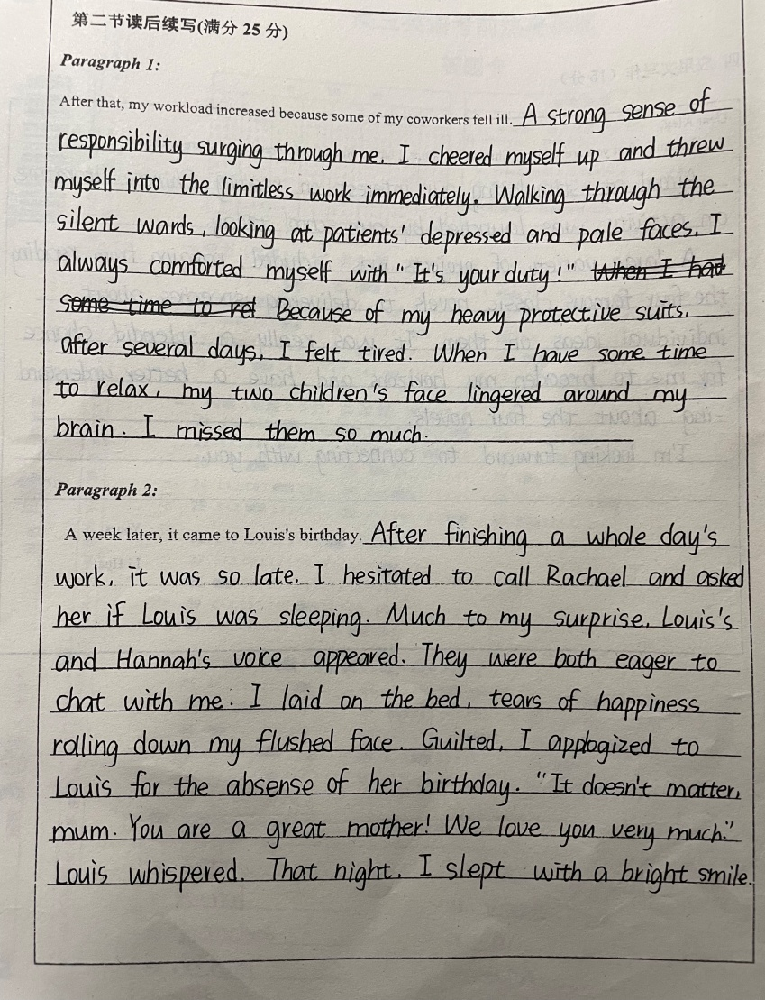 第二节读后续写(满分 25 分)
Paragraph 1:
After that, my workload increased because some of my coworkers fell ill. A strong sense of
responsibility surging through me, I cheered myself up and threw
myself into the limitless work immediately. Walking through the
silent wards, looking at patients' depressed and pale faces, I
always comforted myself with "It's your duty!" When I had
some time to rel Because of my heavy protective suits,
after several days, I felt tired. When I have some time
to relax, my two children's face lingered around my
brain. I missed them so much.
Paragraph 2:
A week later, it came to Louis's birthday. After finishing a whole day's
work, it was so late. I hesitated to call Rachael and asked
her if Louis was sleeping. Much to my surprise, Louis's
and Hannah's voice appeared. They were both eager to
chat with me. I laid on the bed, tears of happiness
rolling down my flushed face. Guilted, I applogized to
Louis for the absense of her birthday. "It doesn't matter,
mum. You are a great mother! We love you very much."
Louis whispered. That night, I slept with a bright smile.